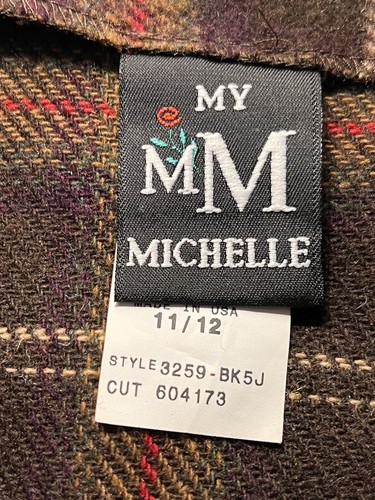 MY
MM
MICHELLE
MADE IN USA
11/12
STYLE 3259-BK5J
CUT 604173